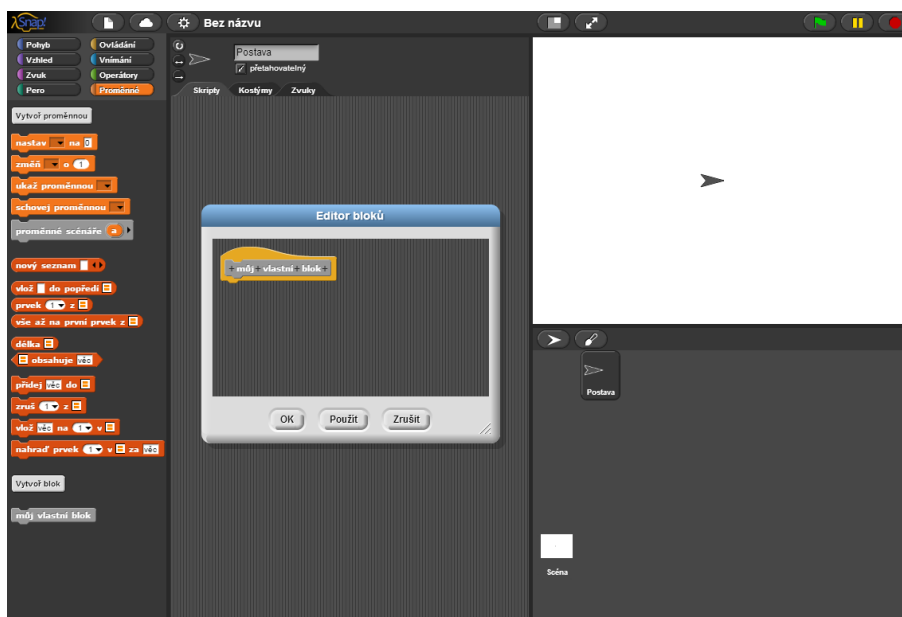 Snap!
Bez názvu
Pohyb
Ovládání
Vzhled
Vnímání
Zvuk
Operátory
Pero
Proměnné
Postava
přetahovatelný
Skripty Kostýmy Zvuky
Vytvoř proměnnou
nastav na 0
změň o 1
ukaž proměnnou
schovej proměnnou
proměnné scénáře a
nový seznam
vlož do popředí
prvek 1 z
vše až na první prvek z
délka
obsahuje věc
přidej věc do
zruš 1 z
vlož věc na 1 v
nahraď prvek 1 v za věc
Vytvoř blok
můj vlastní blok
Editor bloků
+ můj + vlastní + blok +
OK Použít Zrušit
Postava
Scéna